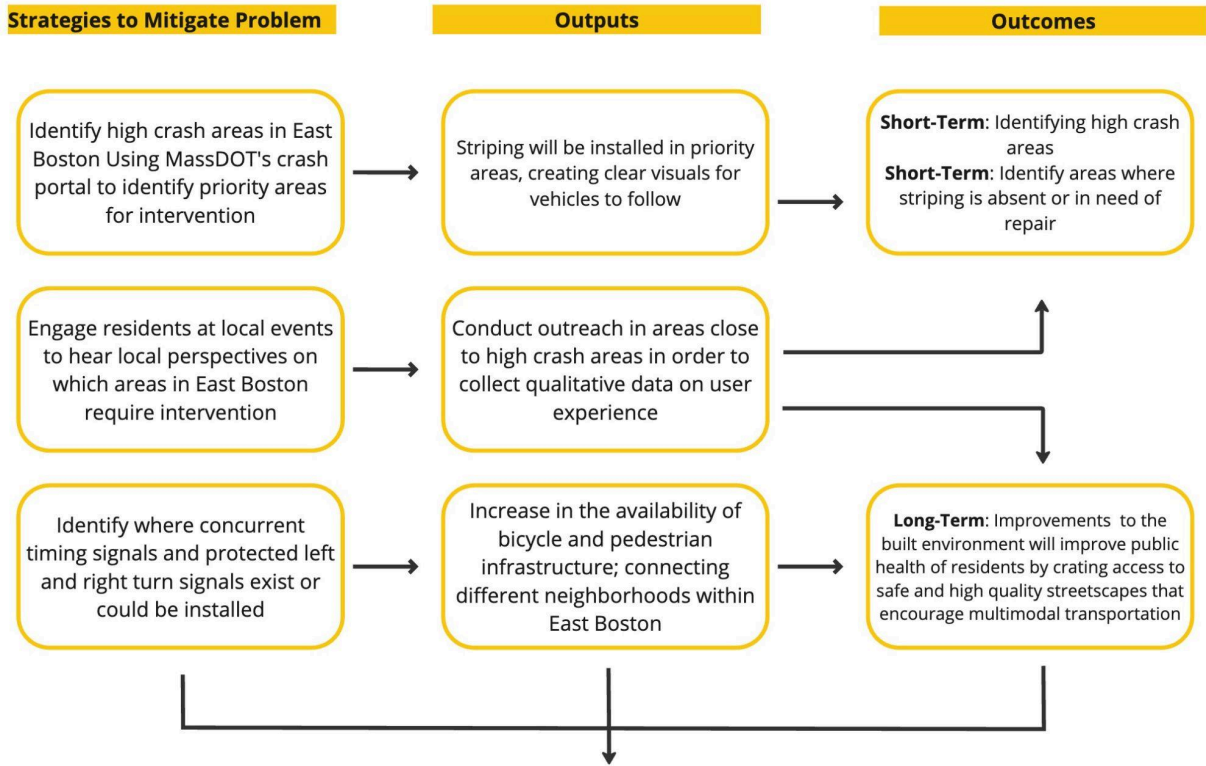 Strategies to Mitigate Problem
Outputs
Outcomes
Identify high crash areas in East
Boston Using MassDOT's crash
portal to identify priority areas
for intervention
Striping will be installed in priority
areas, creating clear visuals for
vehicles to follow
Short-Term: Identifying high crash
areas
Short-Term: Identify areas where
striping is absent or in need of
repair
Engage residents at local events
to hear local perspectives on
which areas in East Boston
require intervention
Conduct outreach in areas close
to high crash areas in order to
collect qualitative data on user
experience
Identify where concurrent
timing signals and protected left
and right turn signals exist or
could be installed
Increase in the availability of
bicycle and pedestrian
infrastructure; connecting
different neighborhoods within
East Boston
Long-Term: Improvements to the
built environment will improve public
health of residents by crating access to
safe and high quality streetscapes that
encourage multimodal transportation